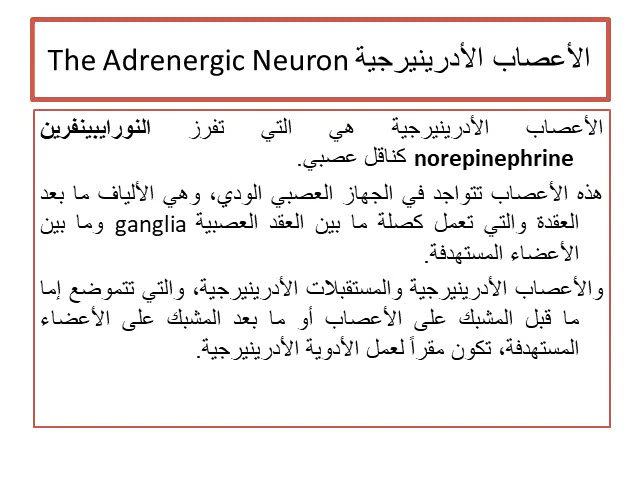 الأعصاب الأدرينيرجية The Adrenergic Neuron
الأعصاب الأدرينيرجية هي التي تفرز النورايبينفرين
norepinephrine كناقل عصبي.
هذه الأعصاب تتواجد في الجهاز العصبي الودي، وهي الألياف ما بعد
العقدة والتي تعمل كصلة ما بين العقد العصبية ganglia وما بين
الأعضاء المستهدفة.
والأعصاب الأدرينيرجية والمستقبلات الأدرينيرجية، والتي تتموضع إما
ما قبل المشبك على الأعصاب أو ما بعد المشبك على الأعضاء
المستهدفة، تكون مقراً لعمل الأدوية الأدرينيرجية.